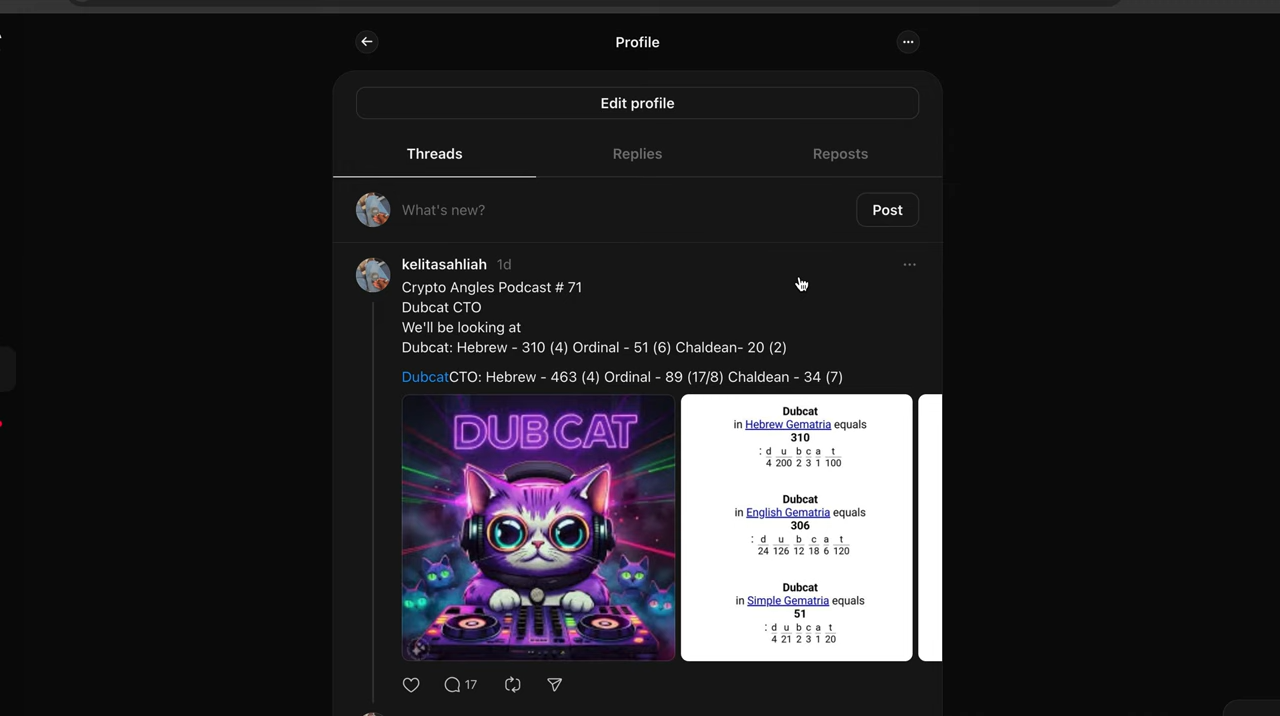 Profile
Edit profile
Threads Replies Reposts
What's new? Post
kelitasahliah 1d
Crypto Angles Podcast # 71
Dubcat CTO
We'll be looking at
Dubcat: Hebrew - 310 (4) Ordinal - 51 (6) Chaldean- 20 (2)
DubcatCTO: Hebrew - 463 (4) Ordinal - 89 (17/8) Chaldean - 34 (7)
DUB CAT
Dubcat
in Hebrew Gematria equals
310
: d u b c a t
4 200 2 3 1 100
Dubcat
in English Gematria equals
306
: d u b c a t
24 126 12 18 6 120
Dubcat
in Simple Gematria equals
51
: d u b c a t
4 21 2 3 1 20
17